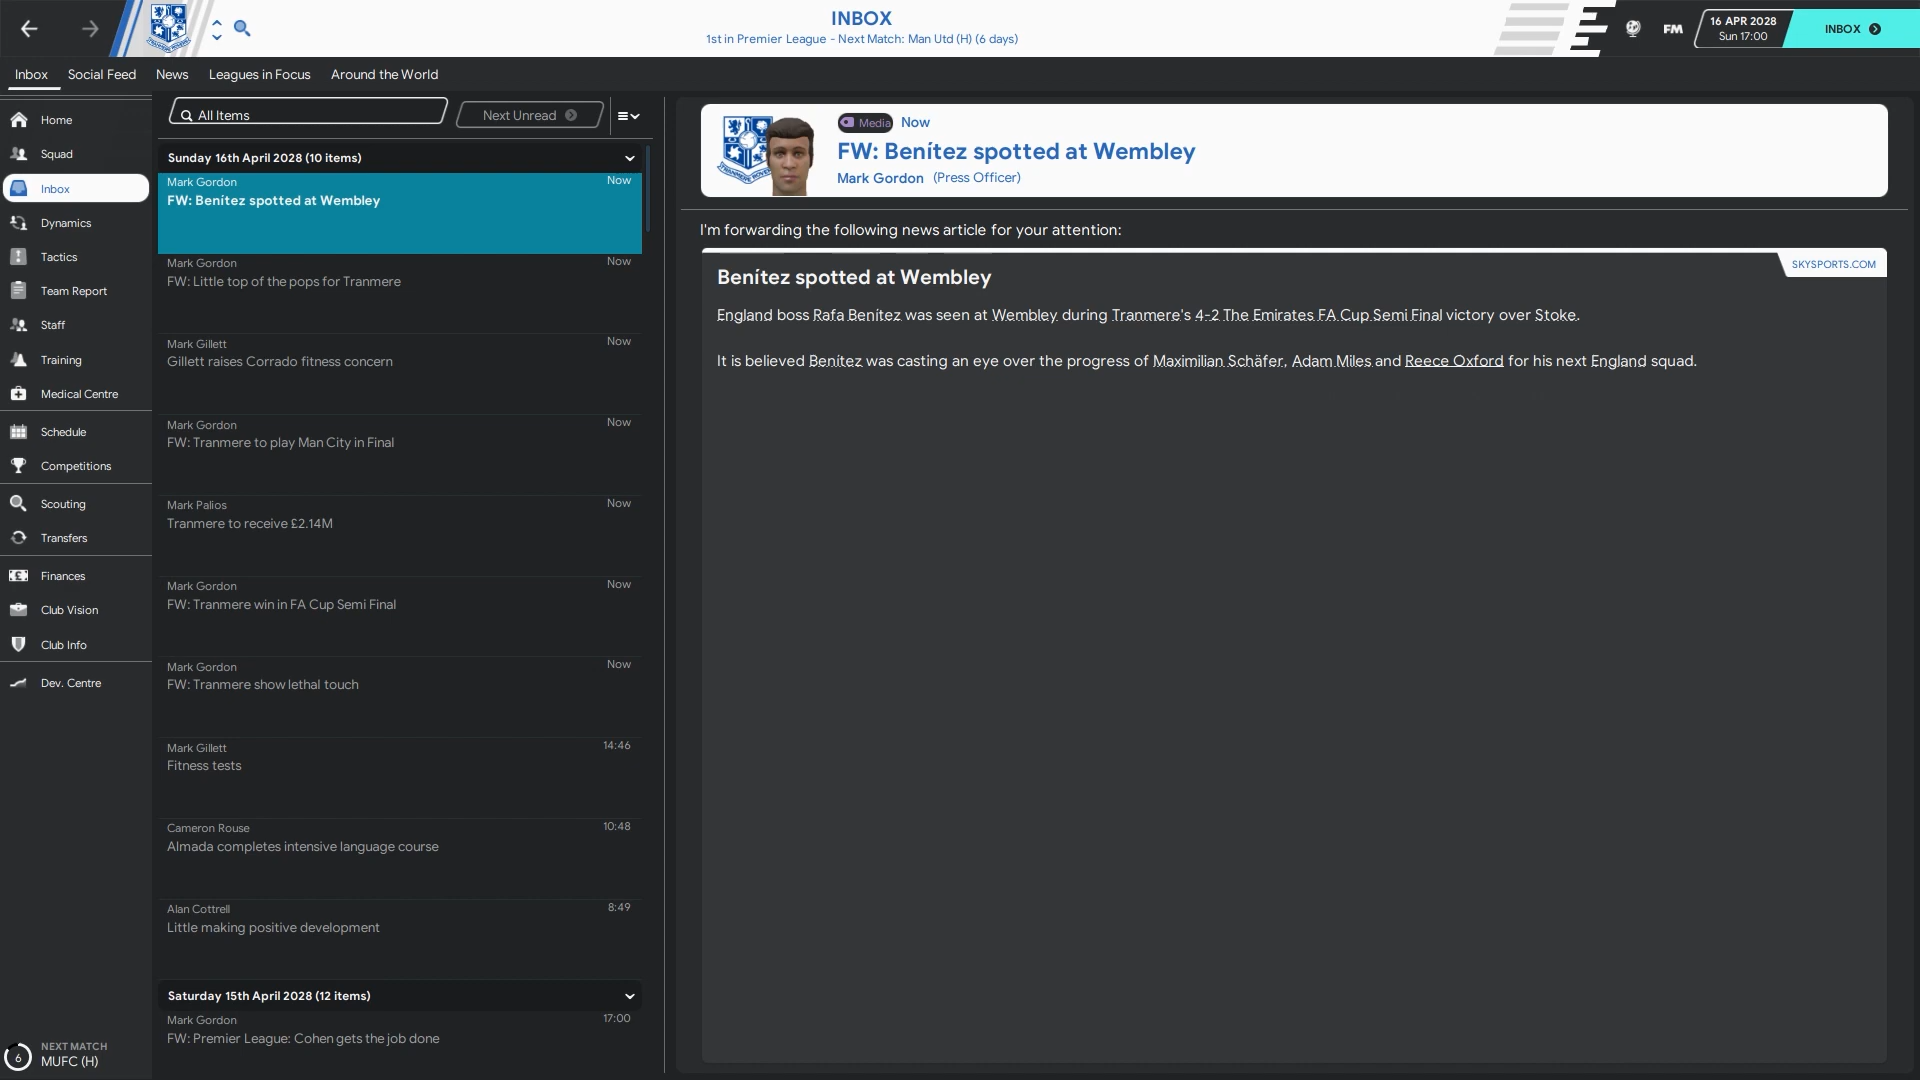 INBOX
1st in Premier League - Next Match: Man Utd (H) (6 days)
FM
16 APR 2028
Sun 17:00
INBOX
Inbox
Social Feed
News
Leagues in Focus
Around the World
Home
Squad
Inbox
Dynamics
Tactics
Team Report
Staff
Training
Medical Centre
Schedule
Competitions
Scouting
Transfers
Finances
Club Vision
Club Info
Dev. Centre
6
NEXT MATCH
MUFC (H)
All Items
Next Unread
Sunday 16th April 2028 (10 items)
Mark Gordon
Now
FW: Benítez spotted at Wembley
Mark Gordon
Now
FW: Little top of the pops for Tranmere
Mark Gillett
Now
Gillett raises Corrado fitness concern
Mark Gordon
Now
FW: Tranmere to play Man City in Final
Mark Palios
Now
Tranmere to receive £2.14M
Mark Gordon
Now
FW: Tranmere win in FA Cup Semi Final
Mark Gordon
Now
FW: Tranmere show lethal touch
Mark Gillett
14:46
Fitness tests
Cameron Rouse
10:48
Almada completes intensive language course
Alan Cottrell
8:49
Little making positive development
Saturday 15th April 2028 (12 items)
Mark Gordon
17:00
FW: Premier League: Cohen gets the job done
TRANMERE ROVERS
Media
Now
FW: Benítez spotted at Wembley
Mark Gordon (Press Officer)
I'm forwarding the following news article for your attention:
SKYSPORTS.COM
Benítez spotted at Wembley
England boss Rafa Benítez was seen at Wembley during Tranmere's 4-2 The Emirates FA Cup Semi Final victory over Stoke.
It is believed Benítez was casting an eye over the progress of Maximilian Schäfer, Adam Miles and Reece Oxford for his next England squad.